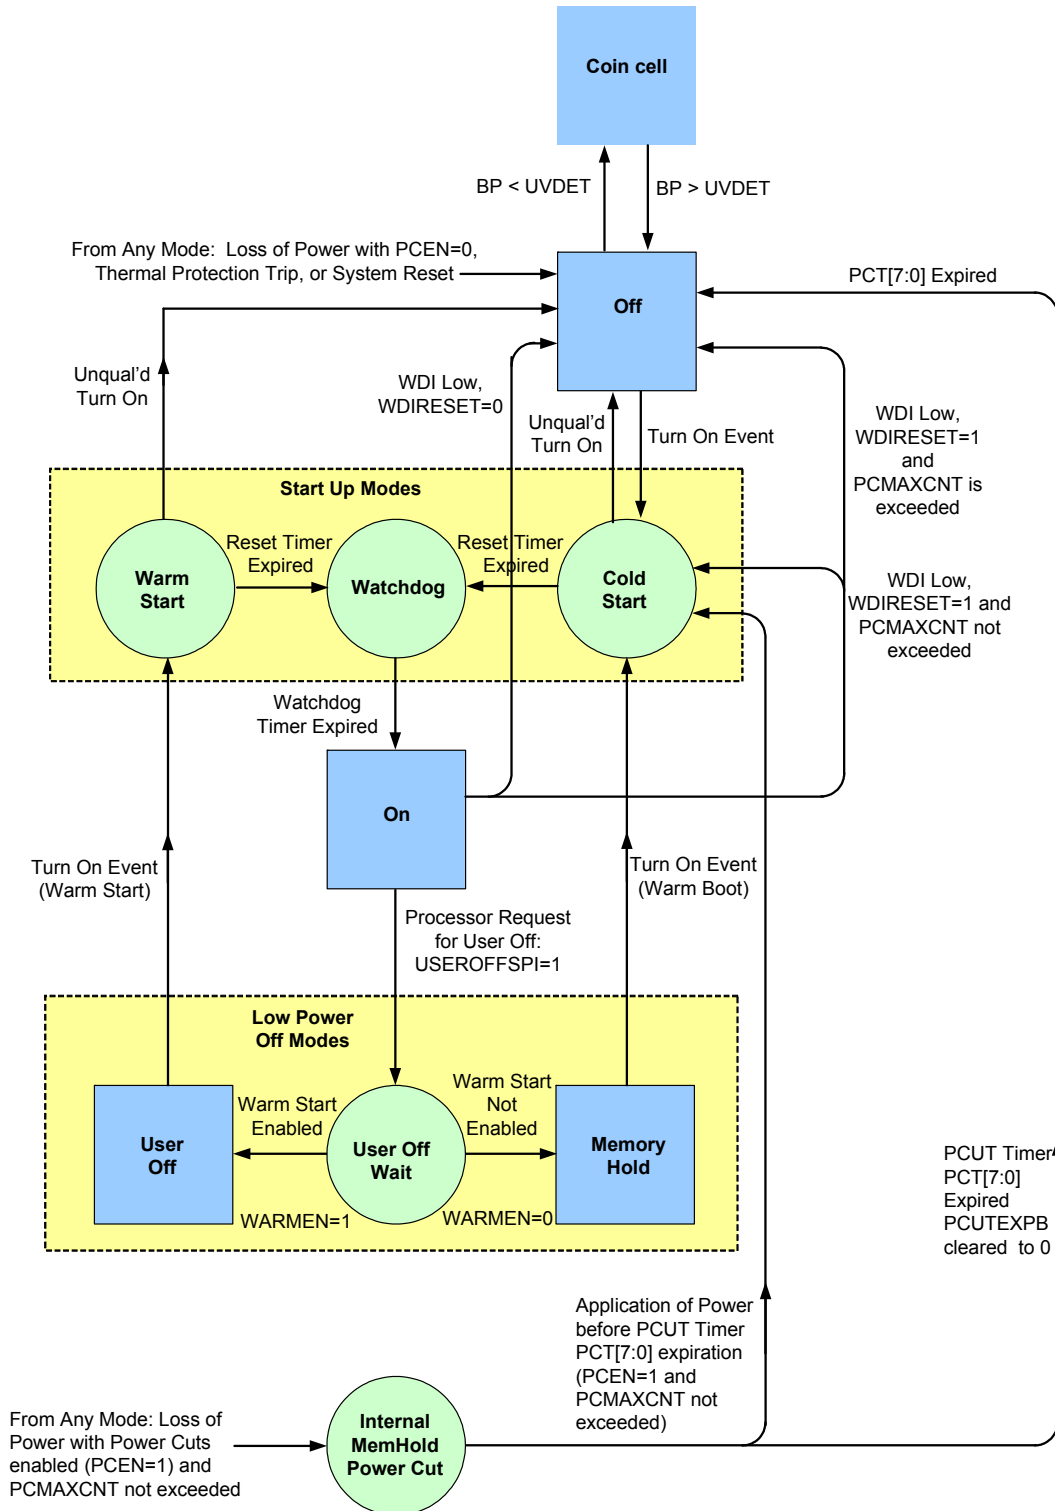 Coin cell
BP < UVDET
BP > UVDET
From Any Mode:  Loss of Power with PCEN=0,
Thermal Protection Trip, or System Reset
PCT[7:0] Expired
Off
Unqual'd
Turn On
WDI Low,
WDIRESET=0
Unqual'd
Turn On
Turn On Event
WDI Low,
WDIRESET=1
and
PCMAXCNT is
exceeded
Start Up Modes
Reset Timer
Expired
Reset Timer
Expired
Warm
Start
Watchdog
Cold
Start
WDI Low,
WDIRESET=1 and
PCMAXCNT not
exceeded
Watchdog
Timer Expired
On
Turn On Event
(Warm Start)
Turn On Event
(Warm Boot)
Processor Request
for User Off:
USEROFFSPI=1
Low Power
Off Modes
Warm Start
Enabled
Warm Start
Not
Enabled
User
Off
User Off
Wait
Memory
Hold
WARMEN=1
WARMEN=0
PCUT Timer
PCT[7:0]
Expired
PCUTEXPB
cleared  to 0
Application of Power
before PCUT Timer
PCT[7:0] expiration
(PCEN=1 and
PCMAXCNT not
exceeded)
From Any Mode: Loss of
Power with Power Cuts
enabled (PCEN=1) and
PCMAXCNT not exceeded
Internal
MemHold
Power Cut